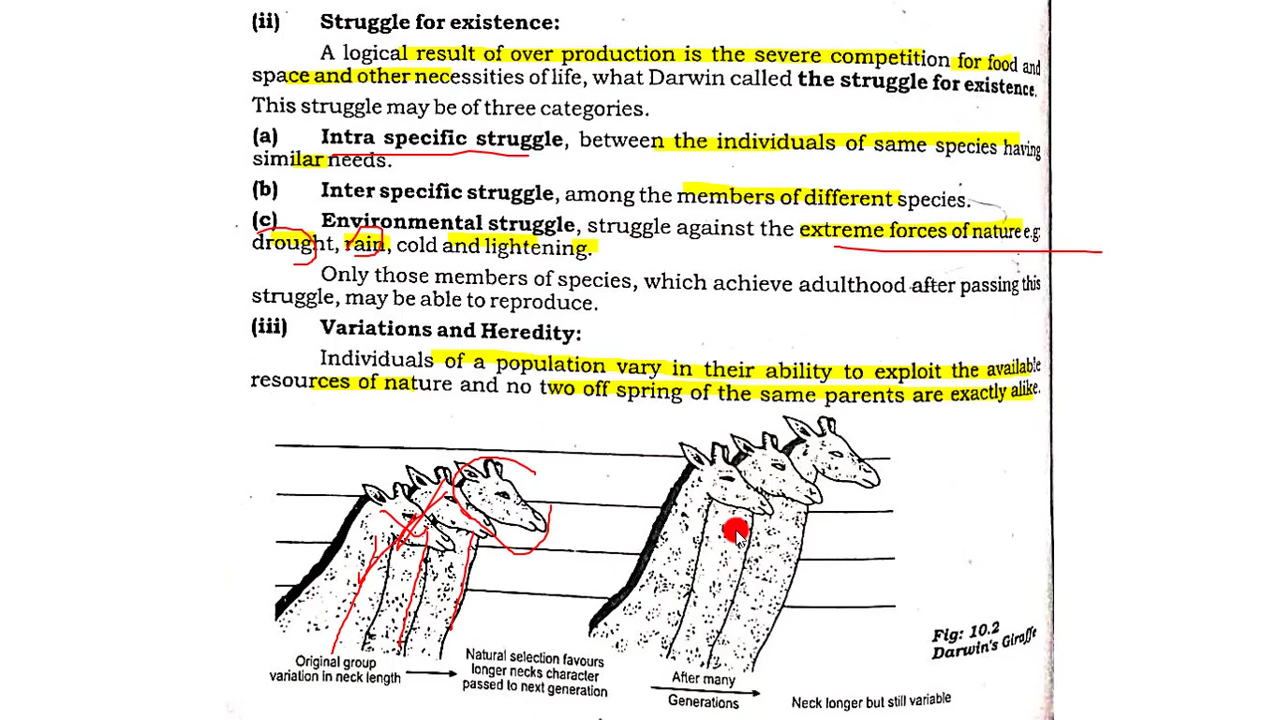 (ii) Struggle for existence:
A logical result of over production is the severe competition for food and
space and other necessities of life, what Darwin called the struggle for existence.
This struggle may be of three categories.
(a) Intra specific struggle, between the individuals of same species having
similar needs.
(b) Inter specific struggle, among the members of different species.
(c) Environmental struggle, struggle against the extreme forces of nature e.g:
drought, rain, cold and lightening.
Only those members of species, which achieve adulthood after passing this
struggle, may be able to reproduce.
(iii) Variations and Heredity:
Individuals of a population vary in their ability to exploit the available
resources of nature and no two off spring of the same parents are exactly alike.
Fig: 10.2
Darwin's Giraffe
Original group
variation in neck length
Natural selection favours
longer necks character
passed to next generation
After many
Generations
Neck longer but still variable